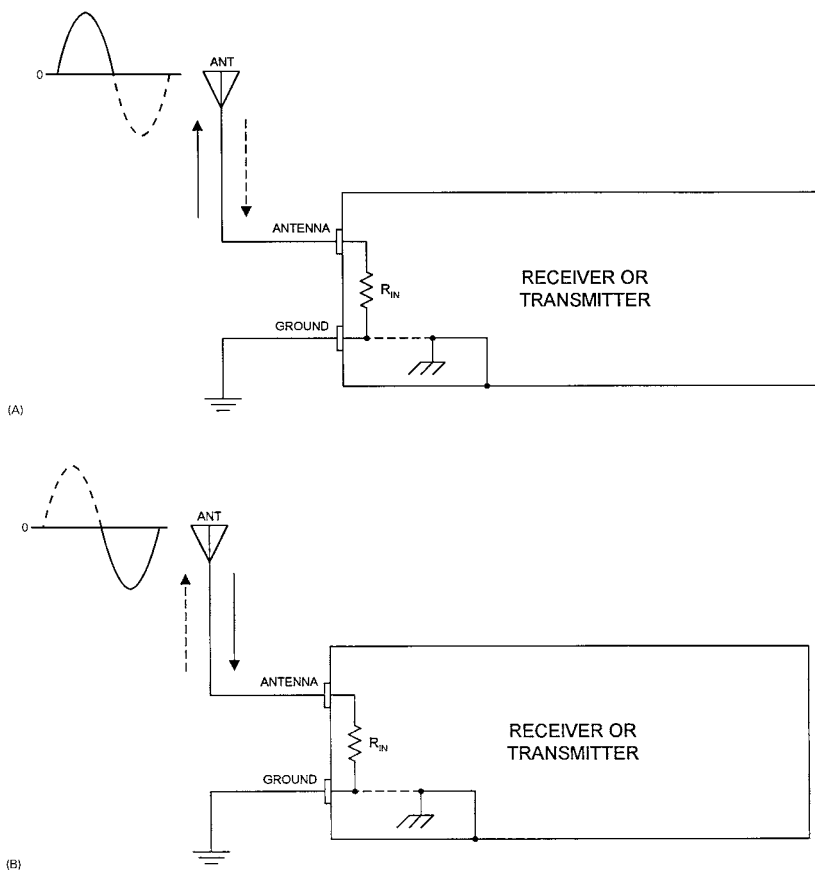 ANT
0
ANTENNA
R_IN
RECEIVER OR
TRANSMITTER
GROUND
(A)
ANT
0
ANTENNA
R_IN
RECEIVER OR
TRANSMITTER
GROUND
(B)